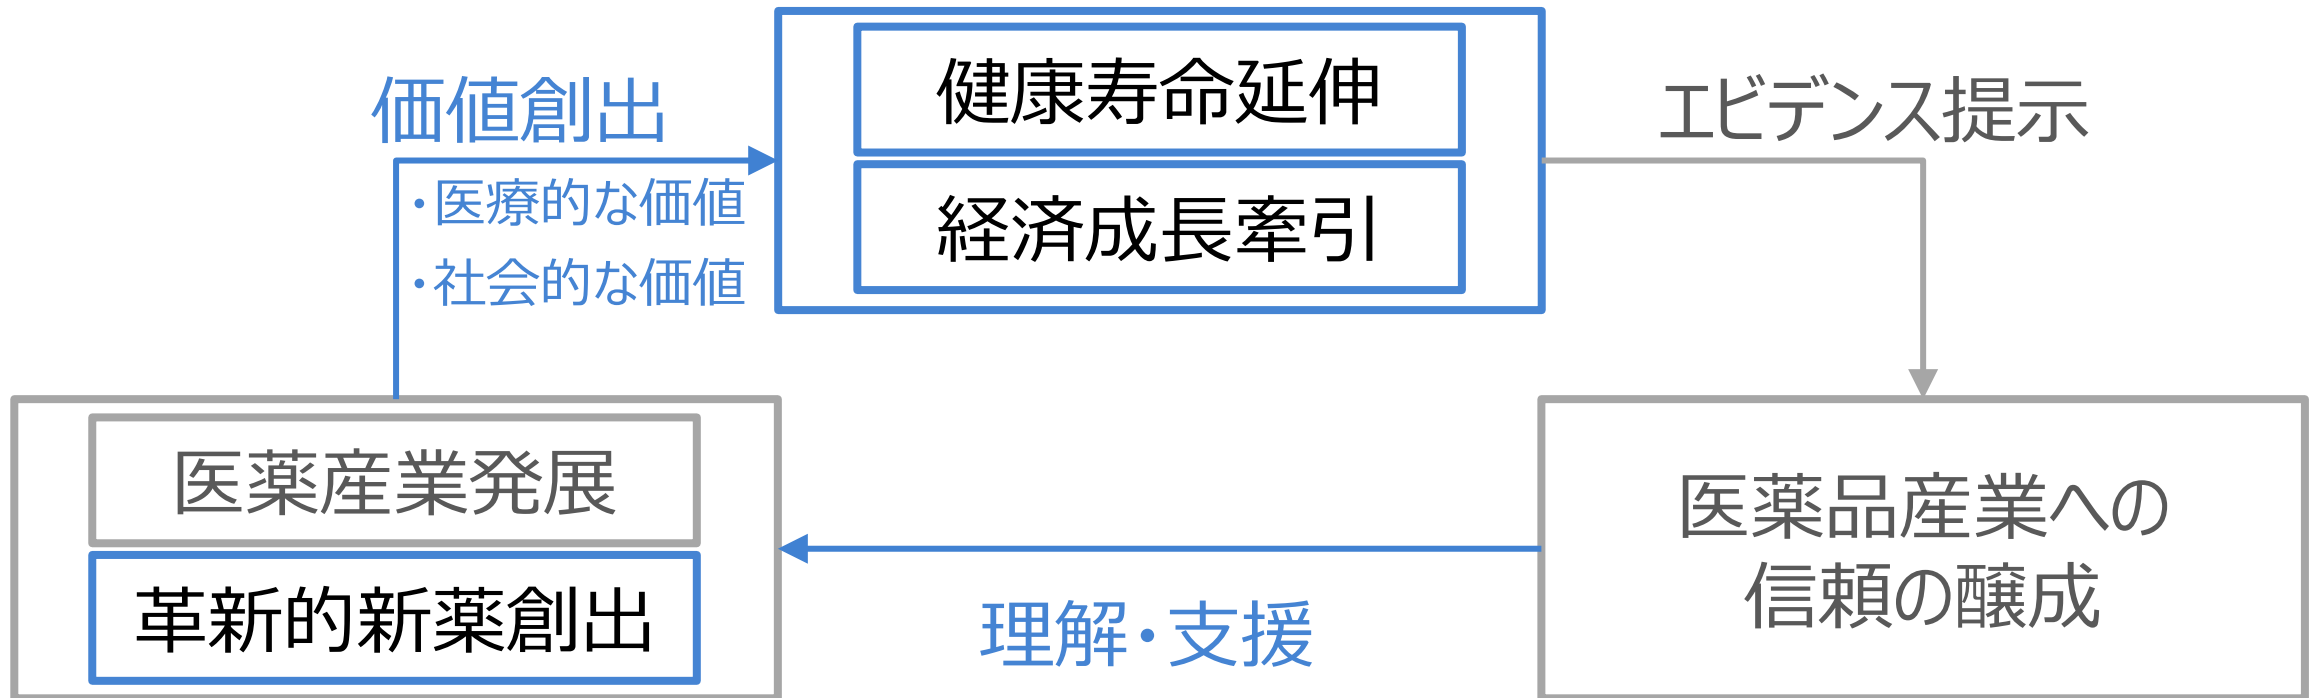 健康寿命延伸
経済成長牽引
価値創出
・医療的な価値
・社会的な価値
エビデンス提示
医薬産業発展
革新的新薬創出
医薬品産業への
信頼の醸成
理解・支援